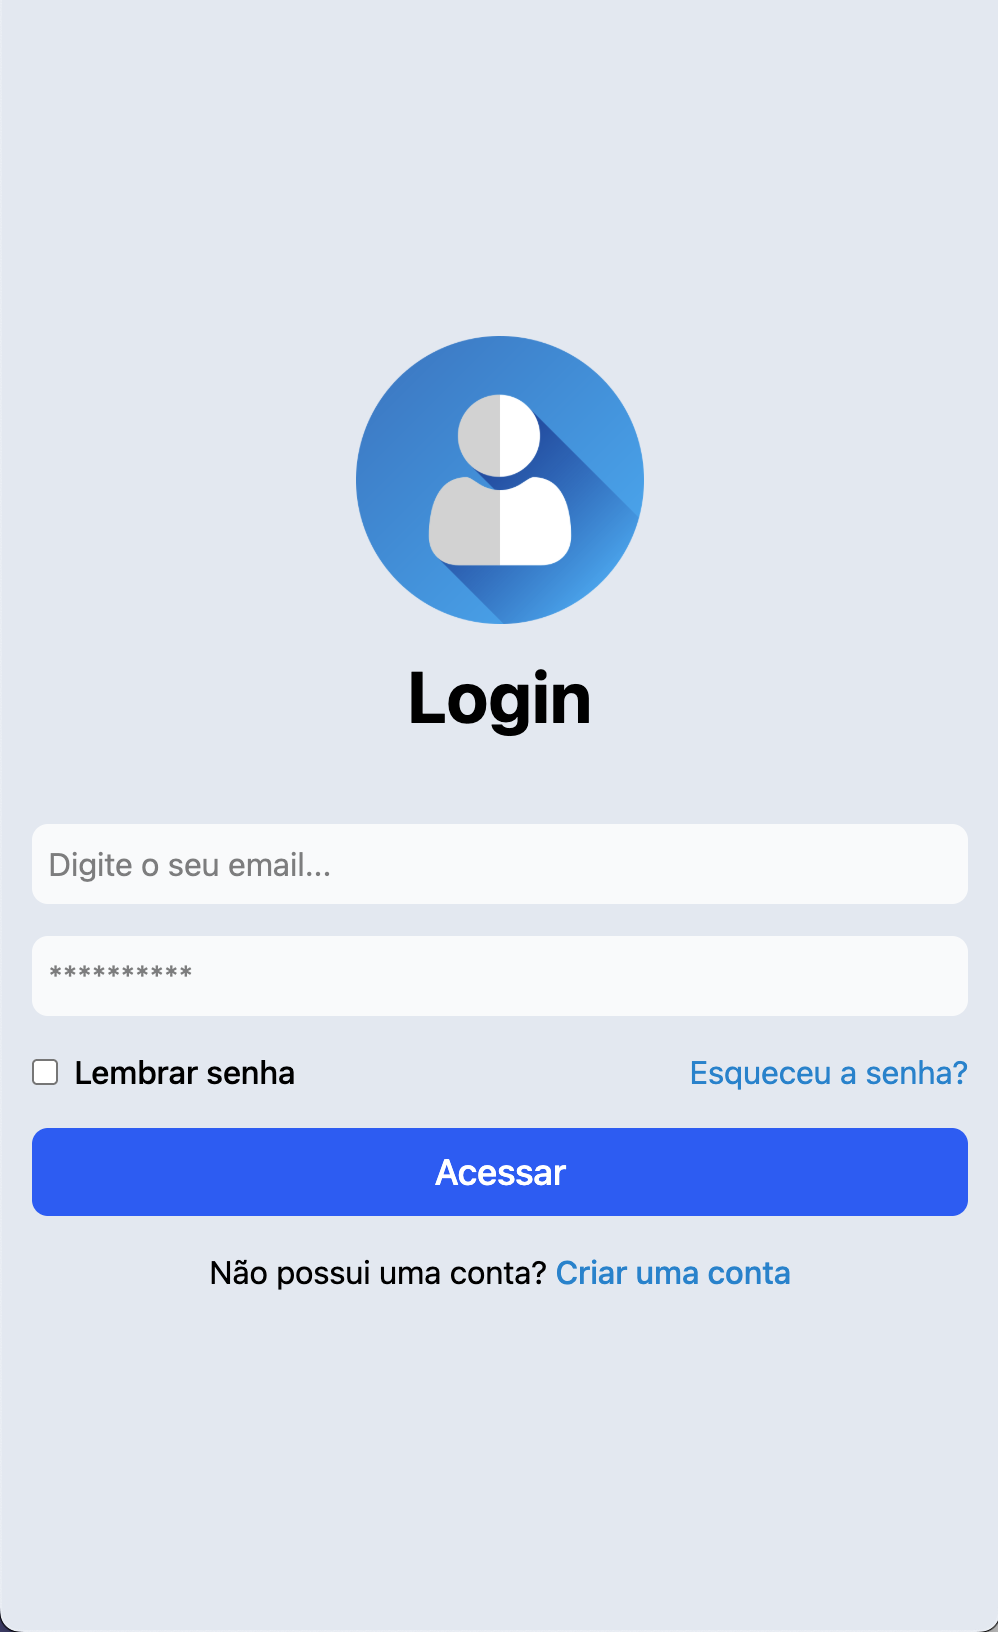 Login
Digite o seu email...
**********
Lembrar senha
Esqueceu a senha?
Acessar
Não possui uma conta? Criar uma conta